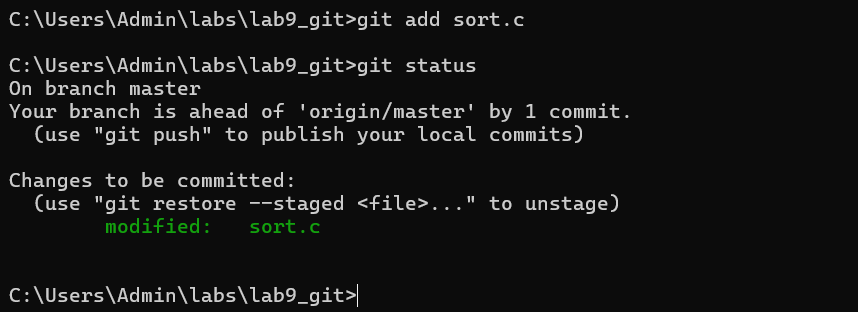 C:\Users\Admin\labs\lab9_git>git add sort.c
C:\Users\Admin\labs\lab9_git>git status
On branch master
Your branch is ahead of 'origin/master' by 1 commit.
  (use "git push" to publish your local commits)
Changes to be committed:
  (use "git restore --staged <file>..." to unstage)
        modified:   sort.c
C:\Users\Admin\labs\lab9_git>